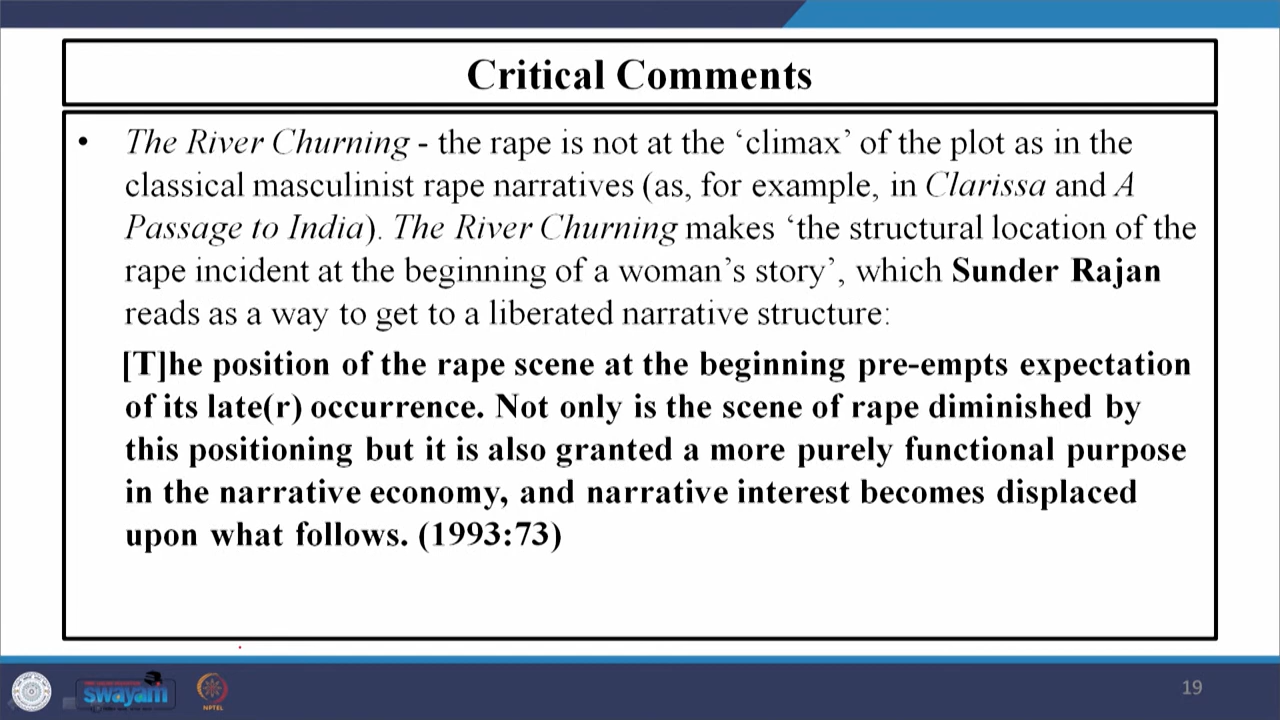 Critical Comments
• The River Churning - the rape is not at the ‘climax’ of the plot as in the
classical masculinist rape narratives (as, for example, in Clarissa and A
Passage to India). The River Churning makes ‘the structural location of the
rape incident at the beginning of a woman’s story’, which Sunder Rajan
reads as a way to get to a liberated narrative structure:
[T]he position of the rape scene at the beginning pre-empts expectation
of its late(r) occurrence. Not only is the scene of rape diminished by
this positioning but it is also granted a more purely functional purpose
in the narrative economy, and narrative interest becomes displaced
upon what follows. (1993:73)
swayam
NPTEL
19